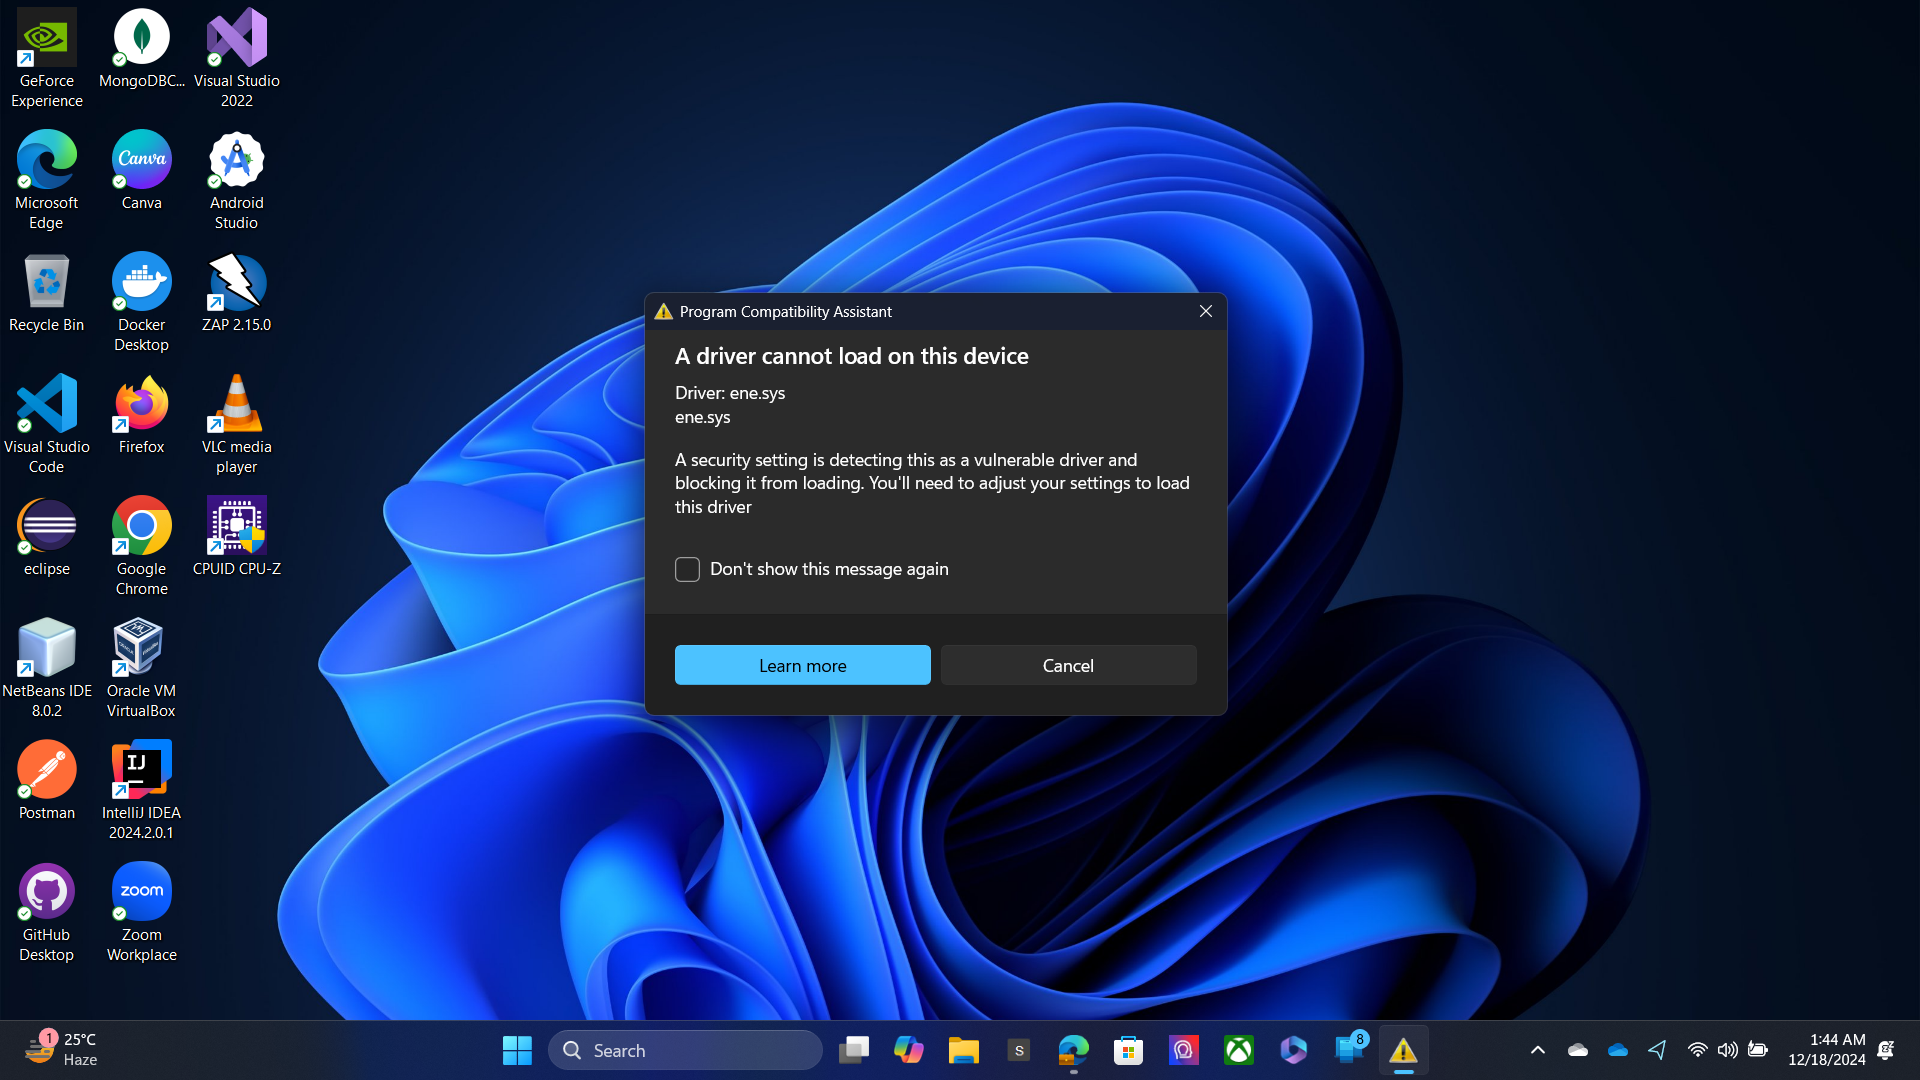 GeForce
Experience
MongoDBC...
Visual Studio
2022
Microsoft
Edge
Canva
Canva
Android
Studio
Recycle Bin
Docker
Desktop
ZAP 2.15.0
Visual Studio
Code
Firefox
VLC media
player
eclipse
Google
Chrome
CPUID CPU-Z
NetBeans IDE
8.0.2
Oracle VM
VirtualBox
Postman
IJ
IntelliJ IDEA
2024.2.0.1
GitHub
Desktop
zoom
Zoom
Workplace
Program Compatibility Assistant
A driver cannot load on this device
Driver: ene.sys
ene.sys
A security setting is detecting this as a vulnerable driver and
blocking it from loading. You'll need to adjust your settings to load
this driver
Don't show this message again
Learn more
Cancel
1
25°C
Haze
Search
S
8
1:44 AM
12/18/2024